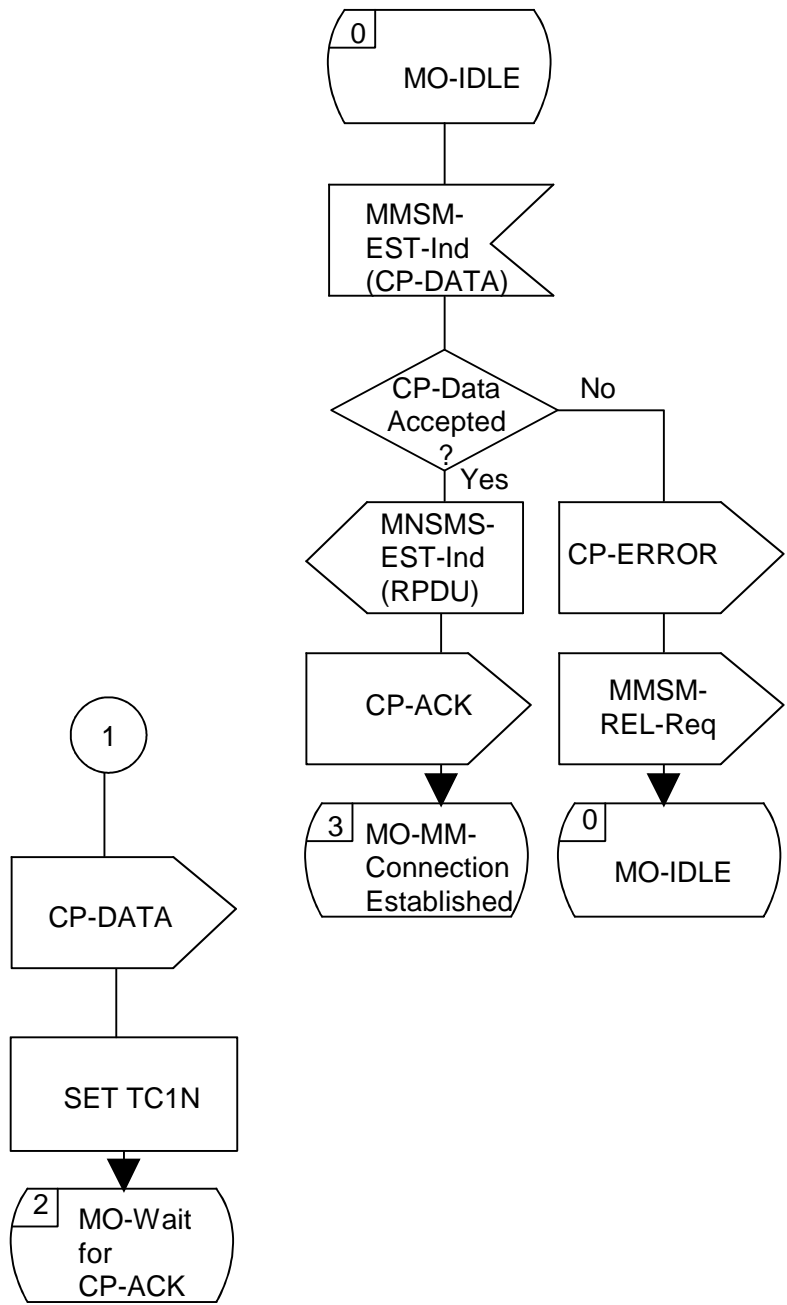 0
MO-IDLE
MMSM-
EST-Ind
(CP-DATA)
CP-Data
Accepted
?
No
Yes
MNSMS-
EST-Ind
(RPDU)
CP-ERROR
CP-ACK
MMSM-
REL-Req
3
MO-MM-
Connection
Established
0
MO-IDLE
1
CP-DATA
SET TC1N
2
MO-Wait
for
CP-ACK